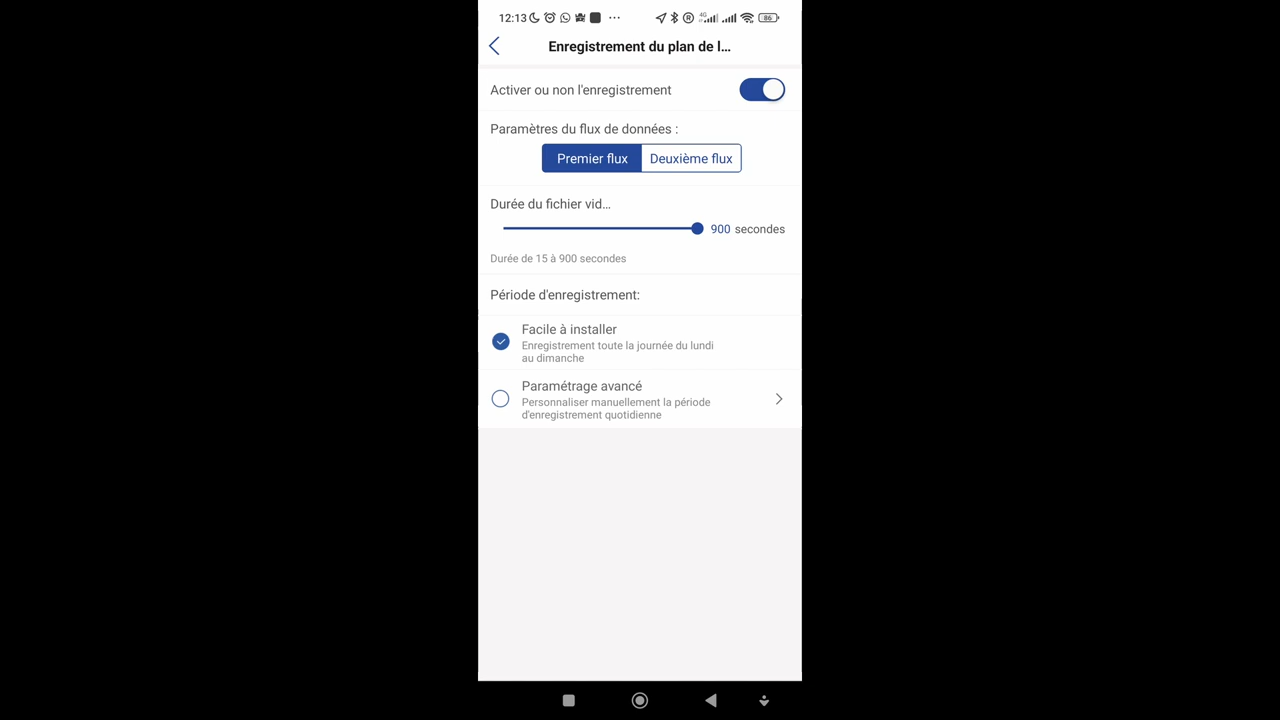 12:13
4G
86
Enregistrement du plan de l...
Activer ou non l'enregistrement
Paramètres du flux de données :
Premier flux
Deuxième flux
Durée du fichier vid...
900 secondes
Durée de 15 à 900 secondes
Période d'enregistrement:
Facile à installer
Enregistrement toute la journée du lundi
au dimanche
Paramétrage avancé
Personnaliser manuellement la période
d'enregistrement quotidienne